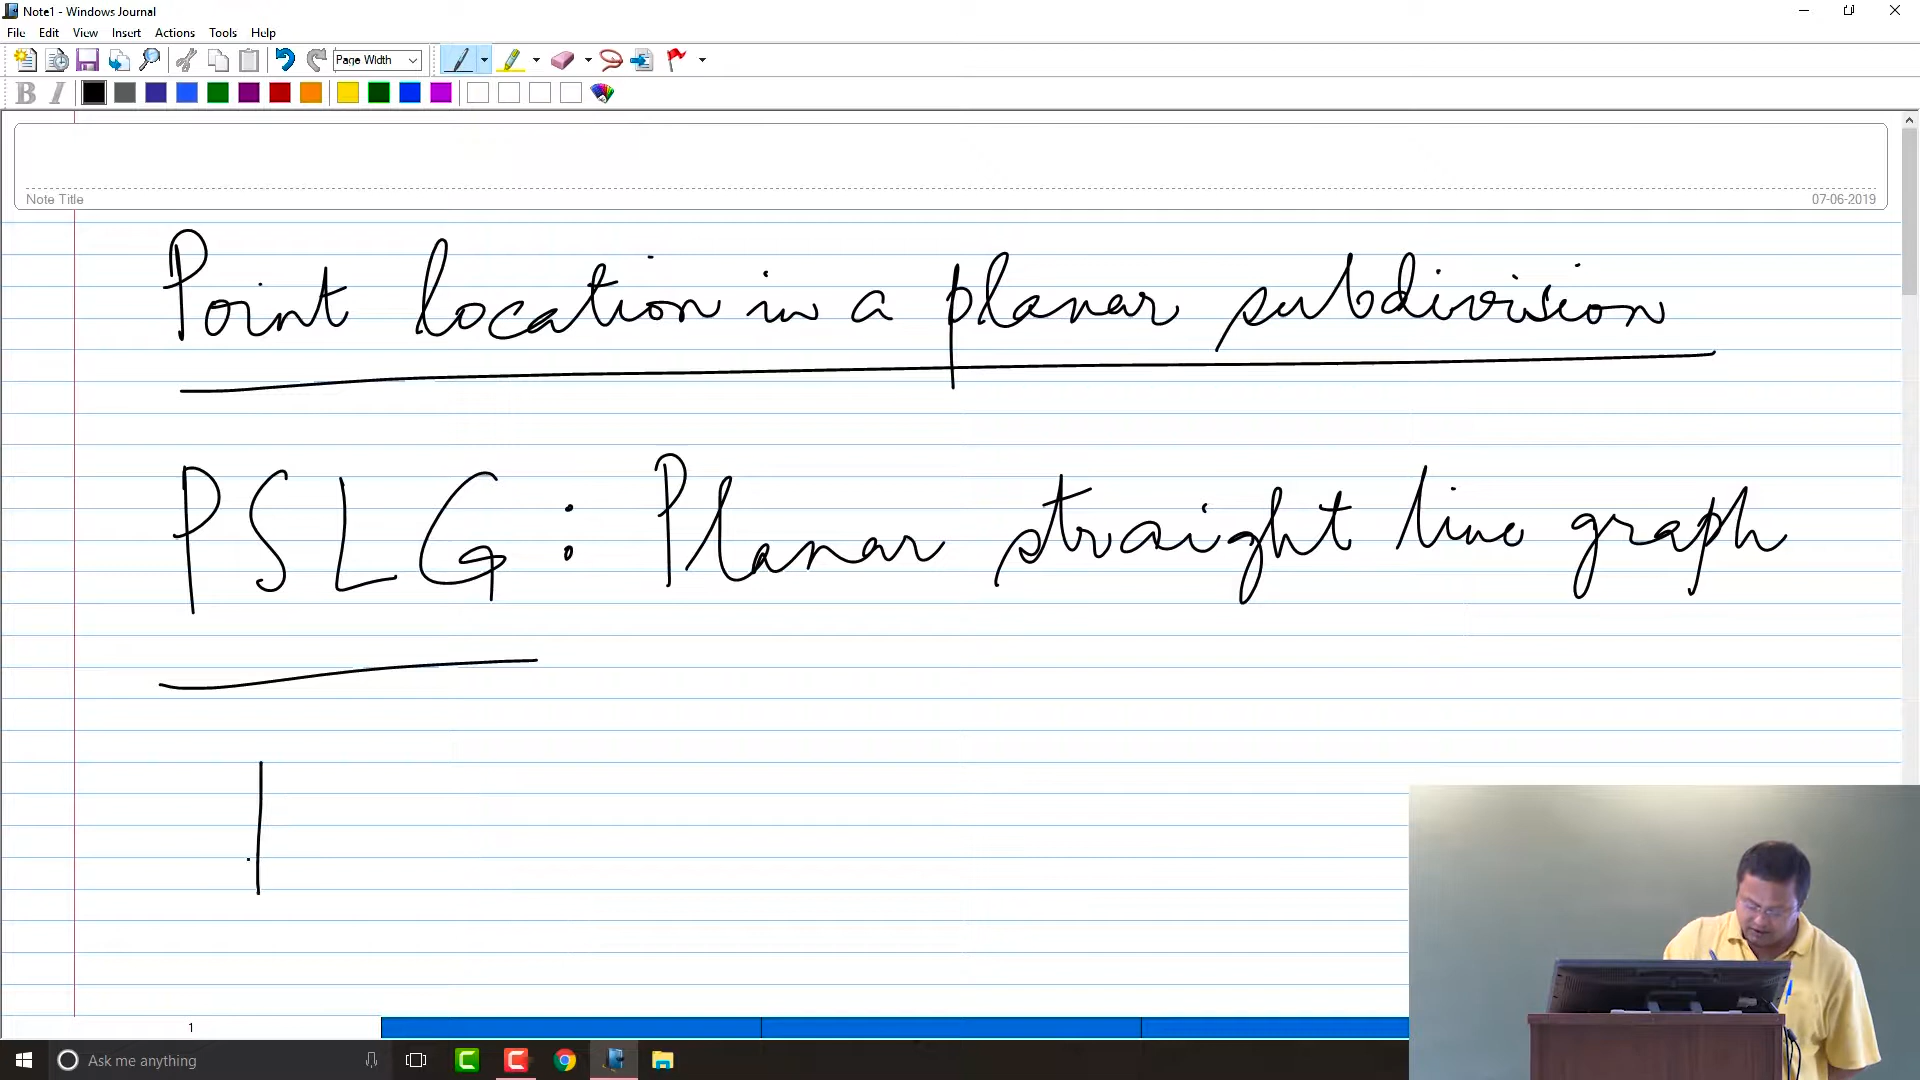 Note1 - Windows Journal
File Edit View Insert Actions Tools Help
Page Width
B I
Note Title
07-06-2019
Point location in a planar subdivision
PSLG : Planar straight line graph
1
Ask me anything